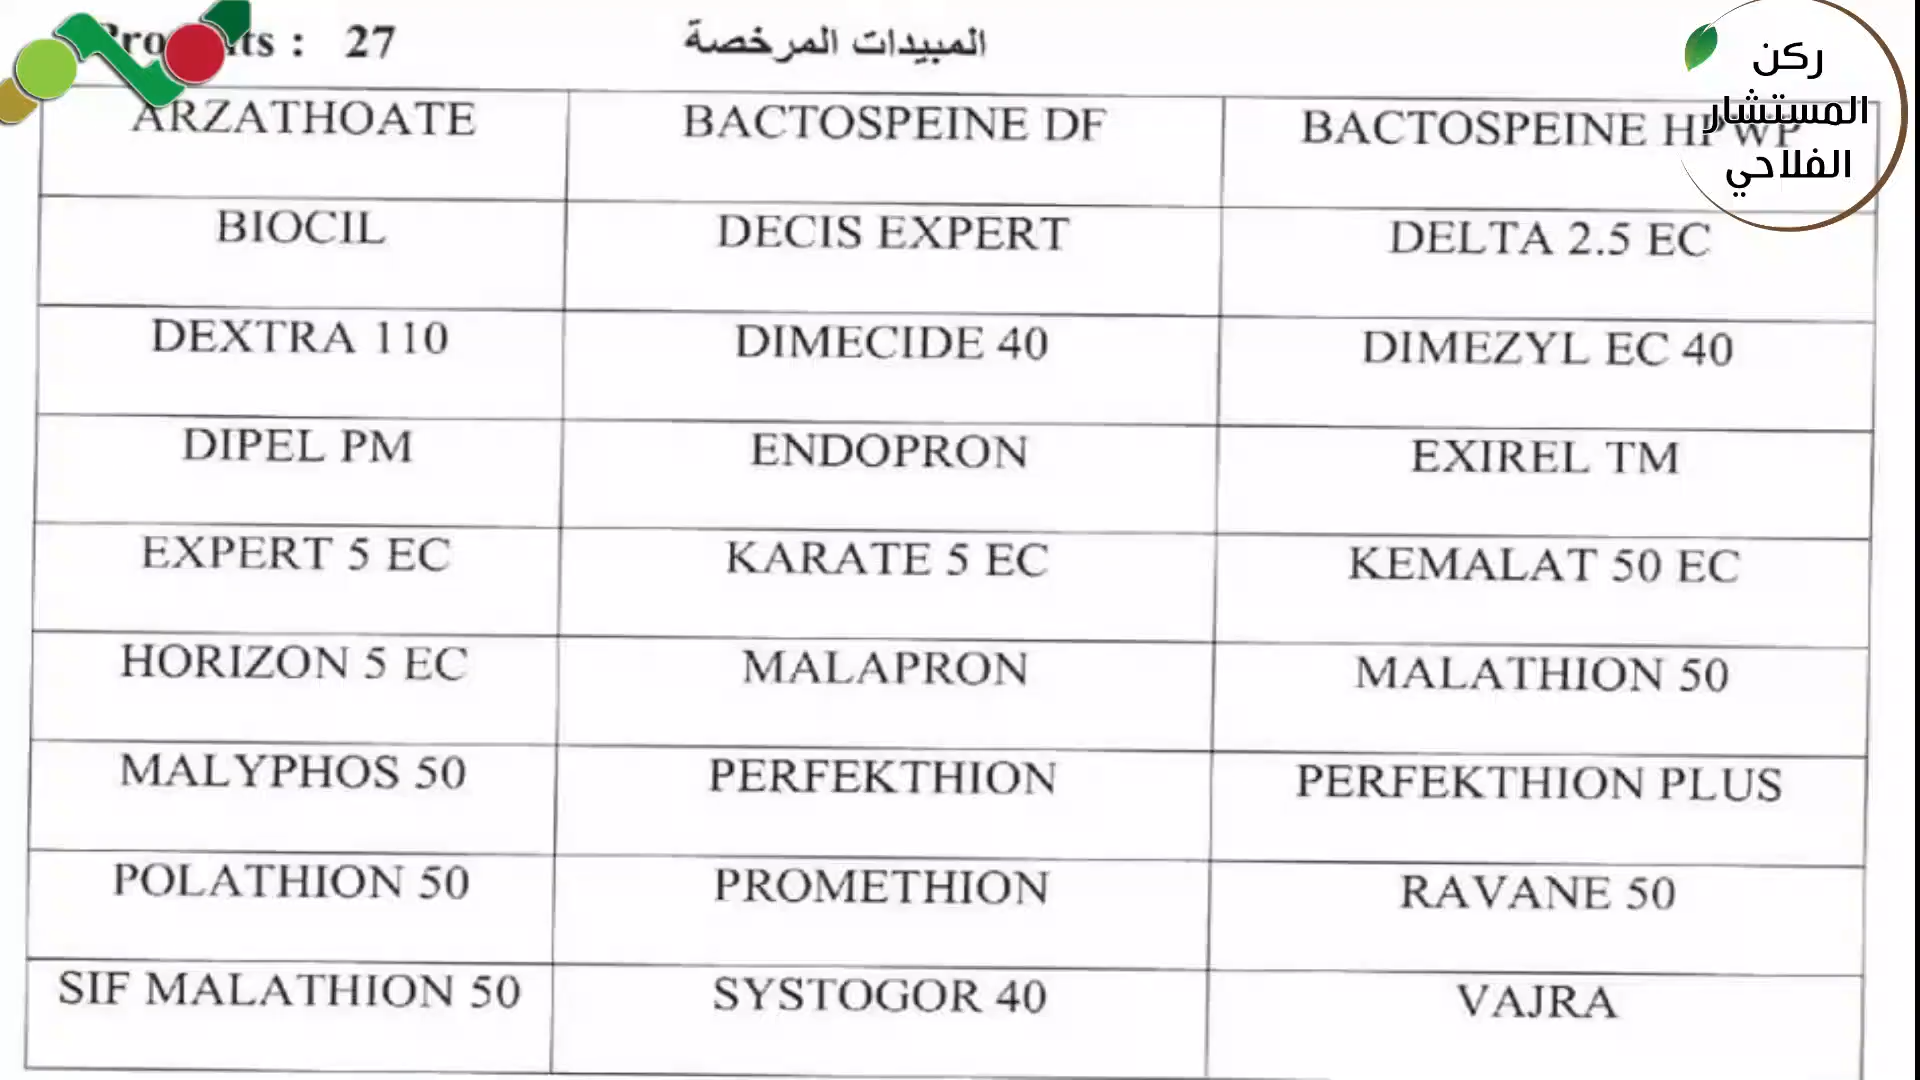 : 27 المبيدات المرخصة
ركن
المستشار
الفلاحي
ARZATHOATE BACTOSPEINE DF BACTOSPEINE HP WP
BIOCIL DECIS EXPERT DELTA 2.5 EC
DEXTRA 110 DIMECIDE 40 DIMEZYL EC 40
DIPEL PM ENDOPRON EXIREL TM
EXPERT 5 EC KARATE 5 EC KEMALAT 50 EC
HORIZON 5 EC MALAPRON MALATHION 50
MALYPHOS 50 PERFEKTHION PERFEKTHION PLUS
POLATHION 50 PROMETHION RAVANE 50
SIF MALATHION 50 SYSTOGOR 40 VAJRA